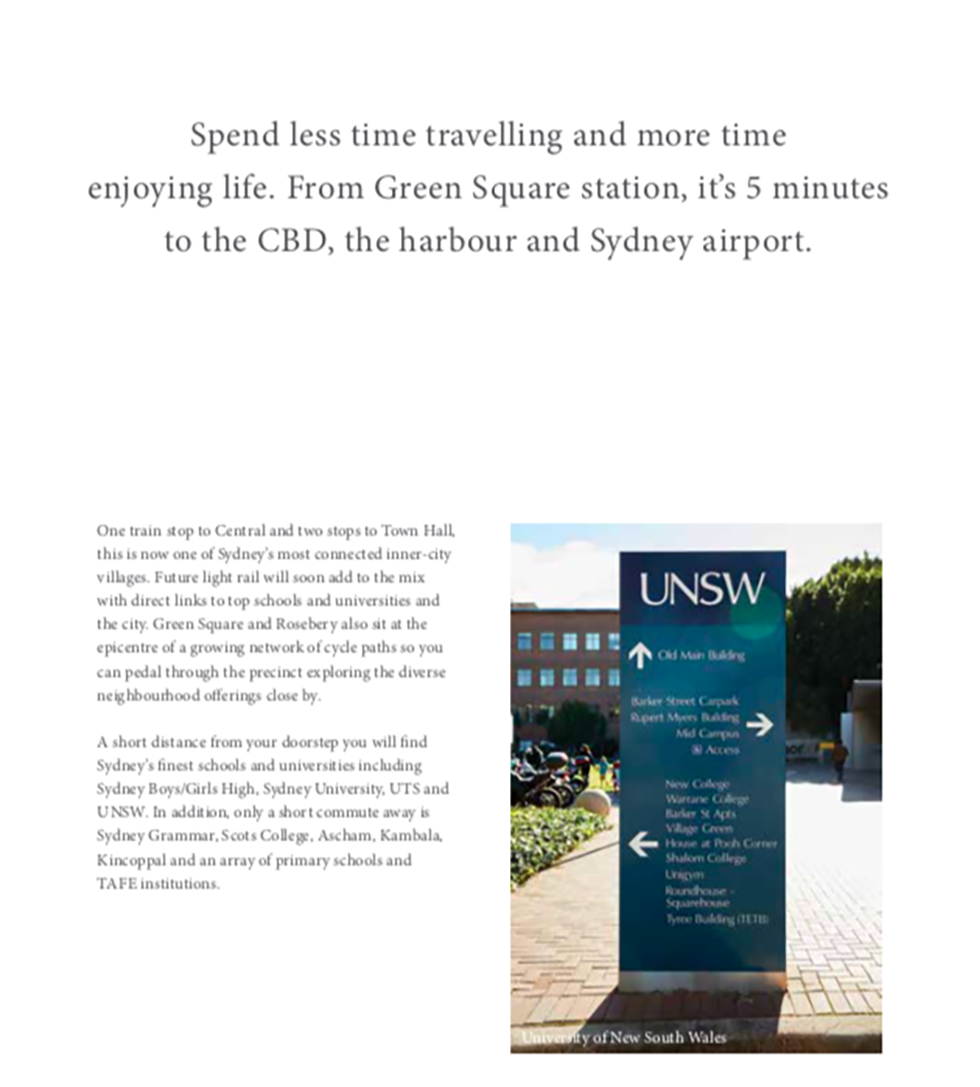 Spend less time travelling and more time
enjoying life. From Green Square station, it's 5 minutes
to the CBD, the harbour and Sydney airport.
One train stop to Central and two stops to Town Hall,
this is now one of Sydney's most connected inner-city
villages. Future light rail will soon add to the mix
with direct links to top schools and universities and
the city. Green Square and Rosebery also sit at the
epicentre of a growing network of cycle paths so you
can pedal through the precinct exploring the diverse
neighbourhood offerings close by.
A short distance from your doorstep you will find
Sydney's finest schools and universities including
Sydney Boys/Girls High, Sydney University, UTS and
UNSW. In addition, only a short commute away is
Sydney Grammar, Scots College, Ascham, Kambala,
Kincoppal and an array of primary schools and
TAFE institutions.
UNSW
Old Main Building
Barker Street Carpark
Rupert Myers Building
Mid Campus
Access
New College
Warrane College
Barker St Apts
Village Green
House at Pooh Corner
Shalom College
Unigym
Roundhouse -
Squarehouse
Tyree Building (TETB)
University of New South Wales